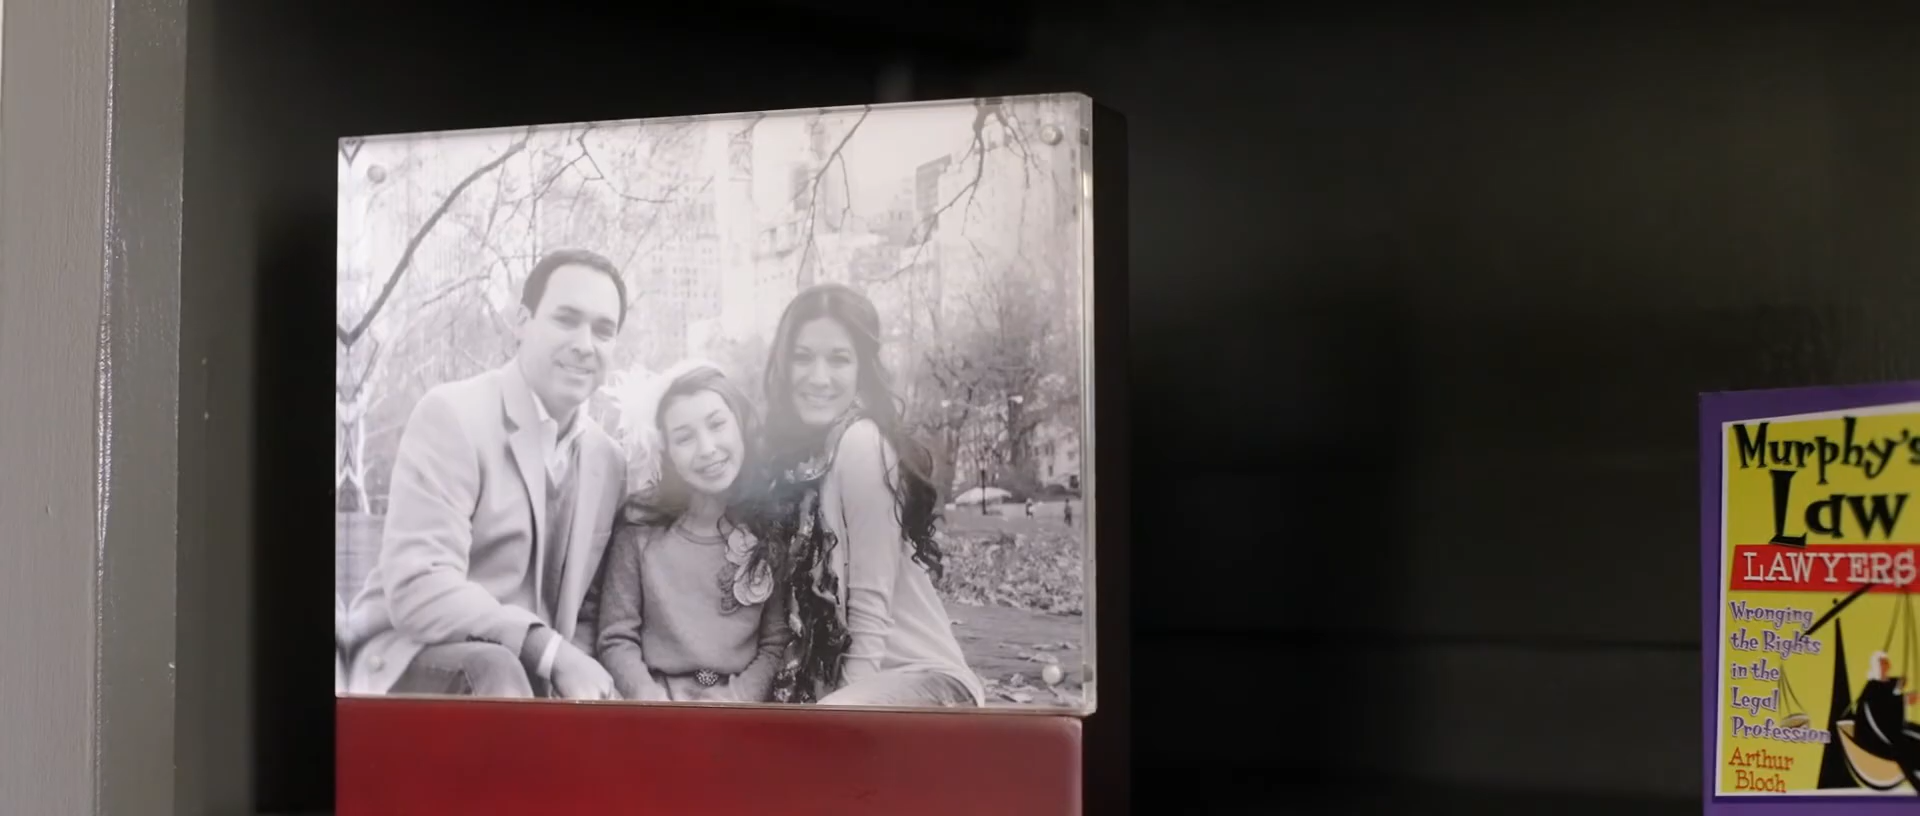 Murphy's
Law
LAWYERS
Wronging
the Rights
in the
Legal
Profession
Arthur
Bloch